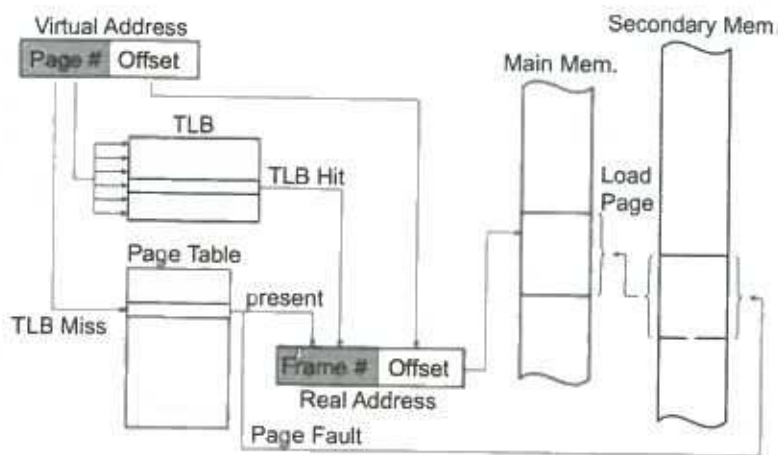 Virtual Address
Secondary Mem
Page # Offset
Main Mem.
TLB
TLB Hit
Load
Page
Page Table
present
TLB Miss
Frame # Offset
Real Address
Page Fault